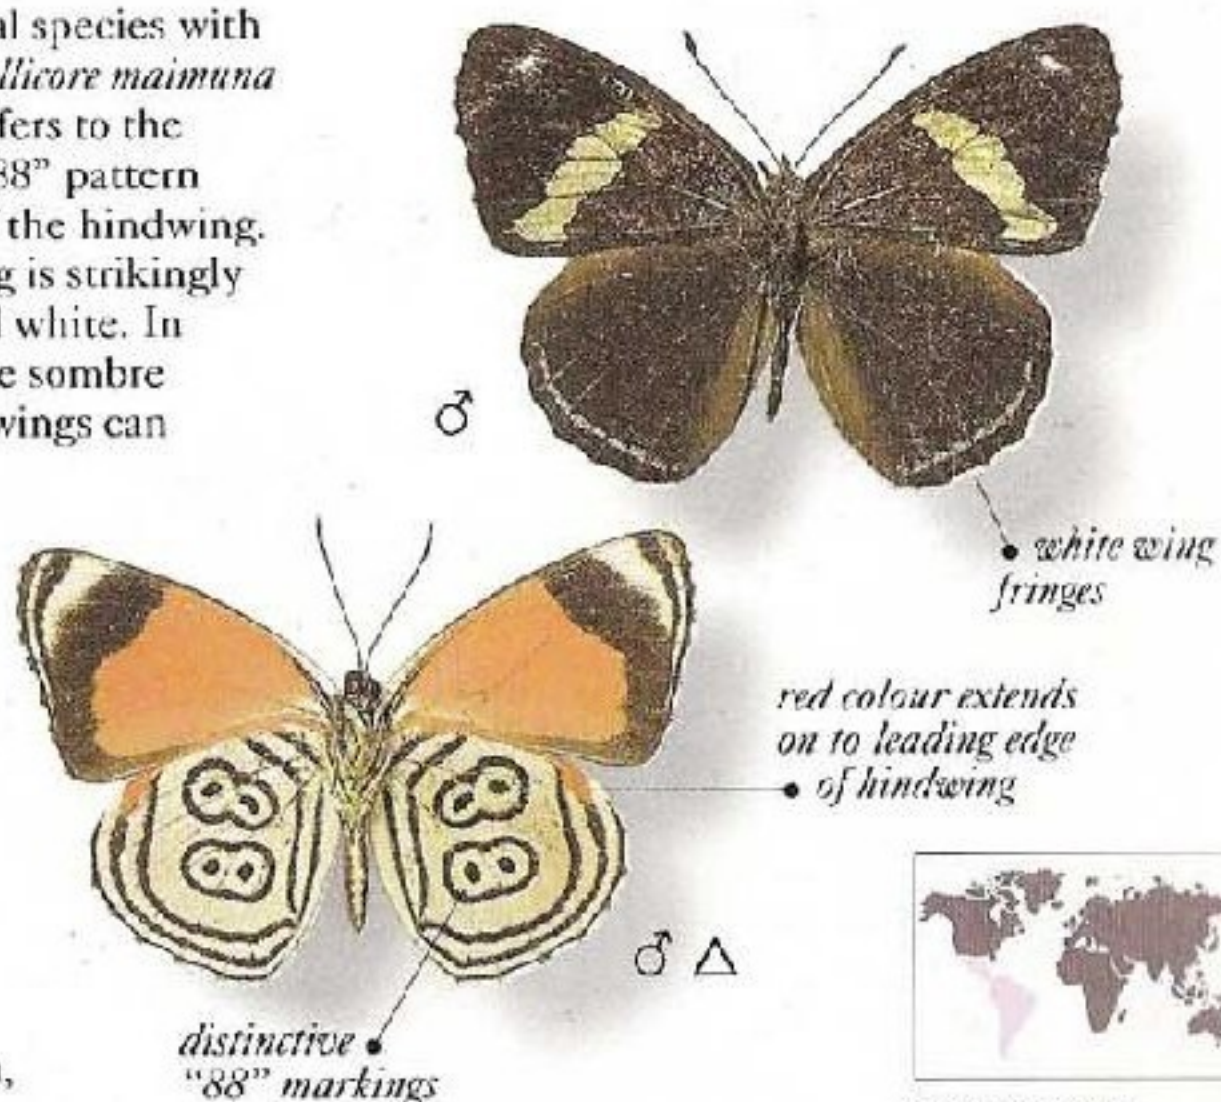 al species with
llicore maimuna
fers to the
88” pattern
the hindwing.
g is strikingly
l white. In
e sombre
wings can
♂
white wing
fringes
red colour extends
on to leading edge
of hindwing
♂ △
distinctive
“88” markings
,